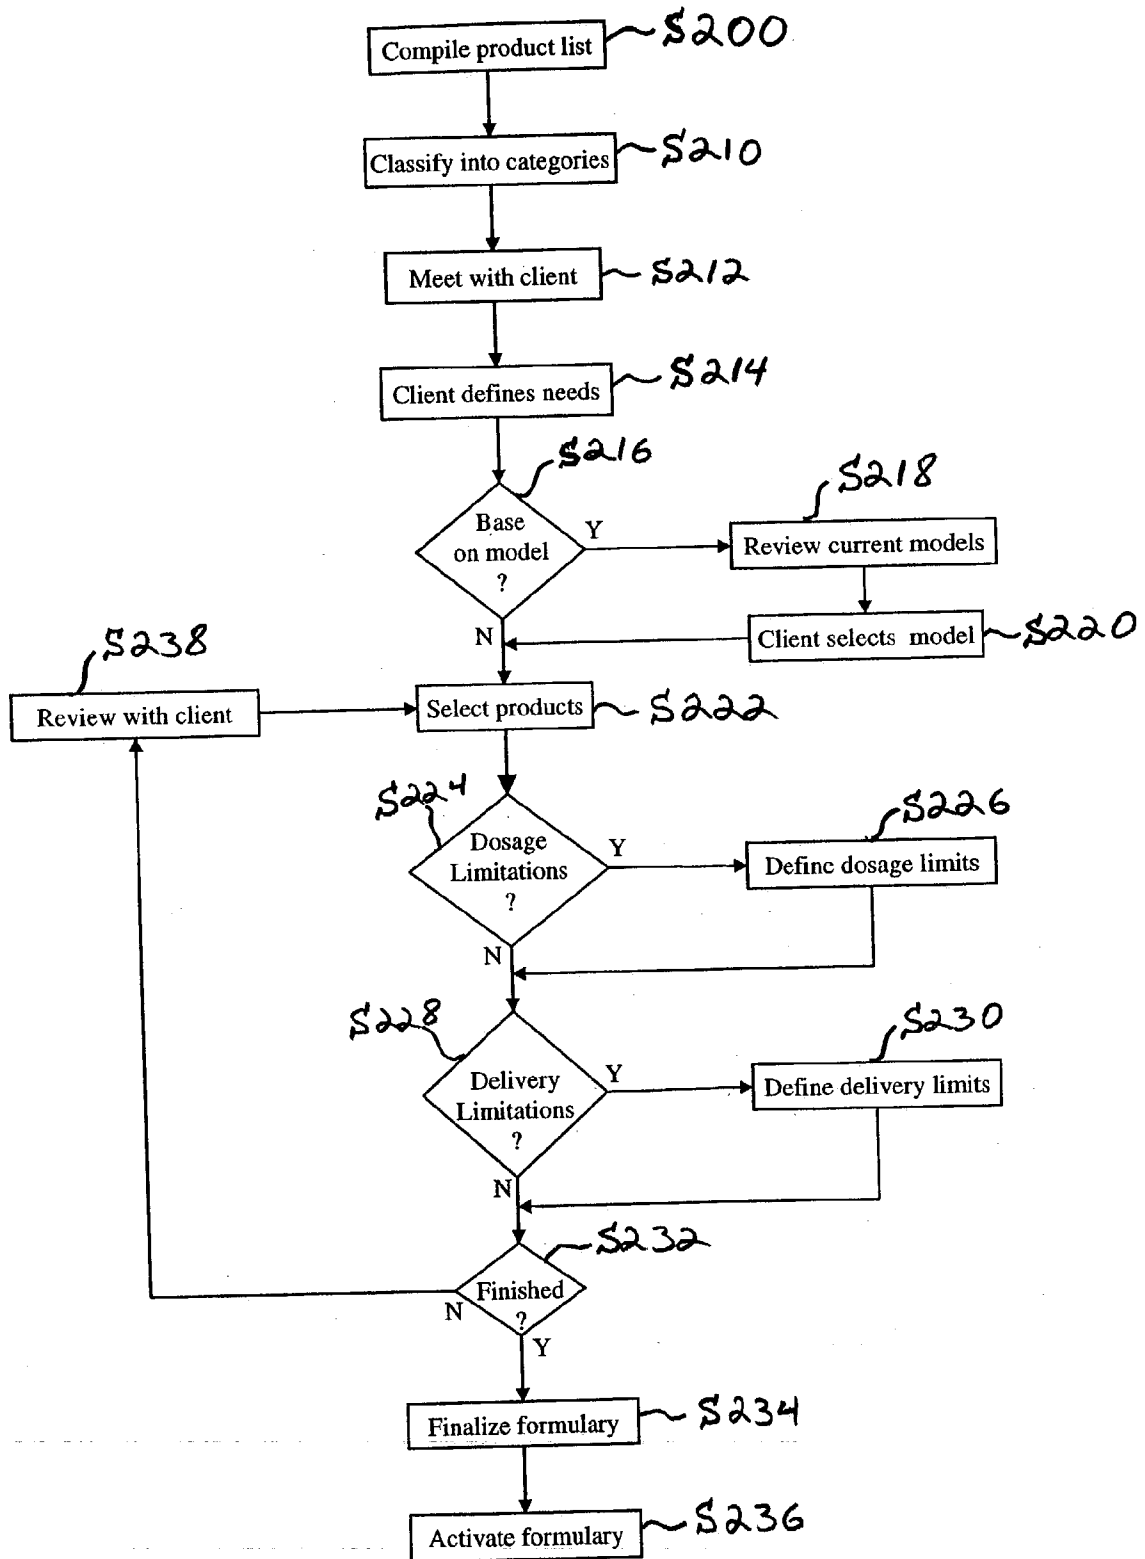 Compile product list
S200
Classify into categories
S210
Meet with client
S212
Client defines needs
S214
S216
Base
on model
?
Y
N
S218
Review current models
Client selects model
S220
S238
Review with client
Select products
S222
S224
Dosage
Limitations
?
Y
N
S226
Define dosage limits
S228
Delivery
Limitations
?
Y
N
S230
Define delivery limits
S232
Finished
?
N
Y
Finalize formulary
S234
Activate formulary
S236